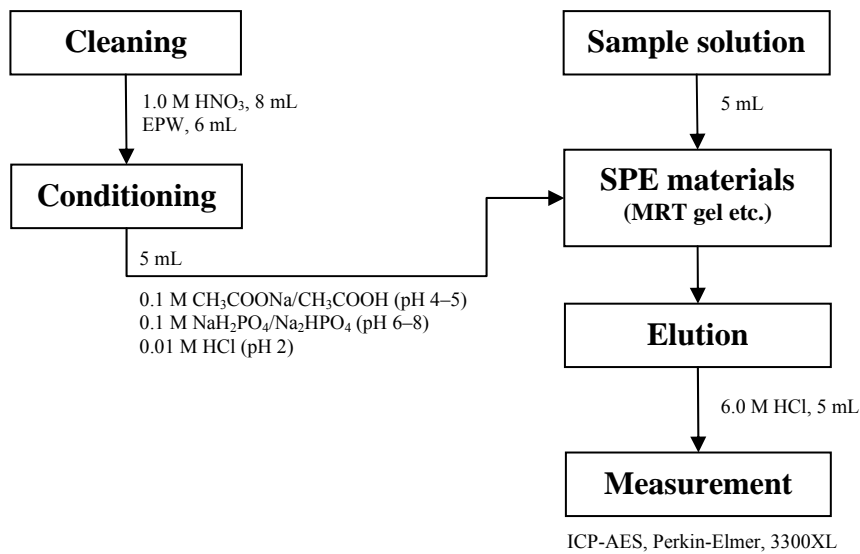 Cleaning
1.0 M HNO₃, 8 mL
EPW, 6 mL
Conditioning
5 mL
0.1 M CH₃COONa/CH₃COOH (pH 4–5)
0.1 M NaH₂PO₄/Na₂HPO₄ (pH 6–8)
0.01 M HCl (pH 2)
Sample solution
5 mL
SPE materials
(MRT gel etc.)
Elution
6.0 M HCl, 5 mL
Measurement
ICP-AES, Perkin-Elmer, 3300XL